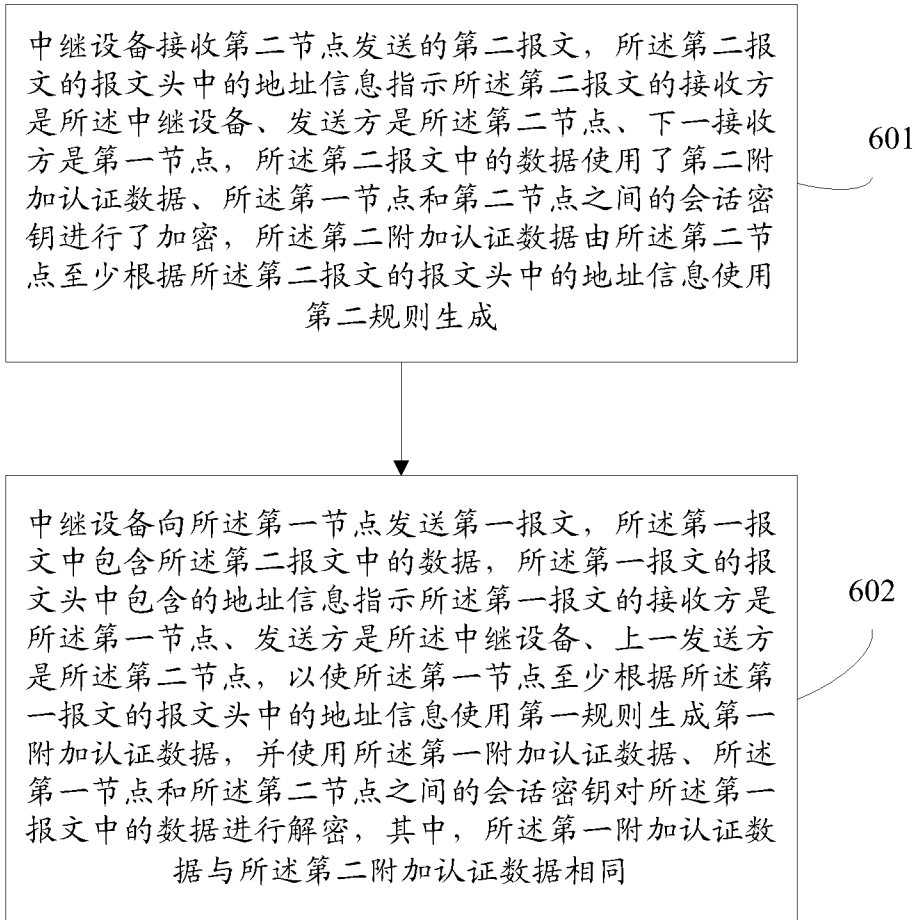 中继设备接收第二节点发送的第二报文，所述第二报
文的报文头中的地址信息指示所述第二报文的接收方
是所述中继设备、发送方是所述第二节点、下一接收
方是第一节点，所述第二报文中的数据使用了第二附
加认证数据、所述第一节点和第二节点之间的会话密
钥进行了加密，所述第二附加认证数据由所述第二节
点至少根据所述第二报文的报文头中的地址信息使用
第二规则生成
601
中继设备向所述第一节点发送第一报文，所述第一报
文中包含所述第二报文中的数据，所述第一报文的报
文头中包含的地址信息指示所述第一报文的接收方是
所述第一节点、发送方是所述中继设备、上一发送方
是所述第二节点，以使所述第一节点至少根据所述第
一报文的报文头中的地址信息使用第一规则生成第一
附加认证数据，并使用所述第一附加认证数据、所述
第一节点和所述第二节点之间的会话密钥对所述第一
报文中的数据进行解密，其中，所述第一附加认证数
据与所述第二附加认证数据相同
602